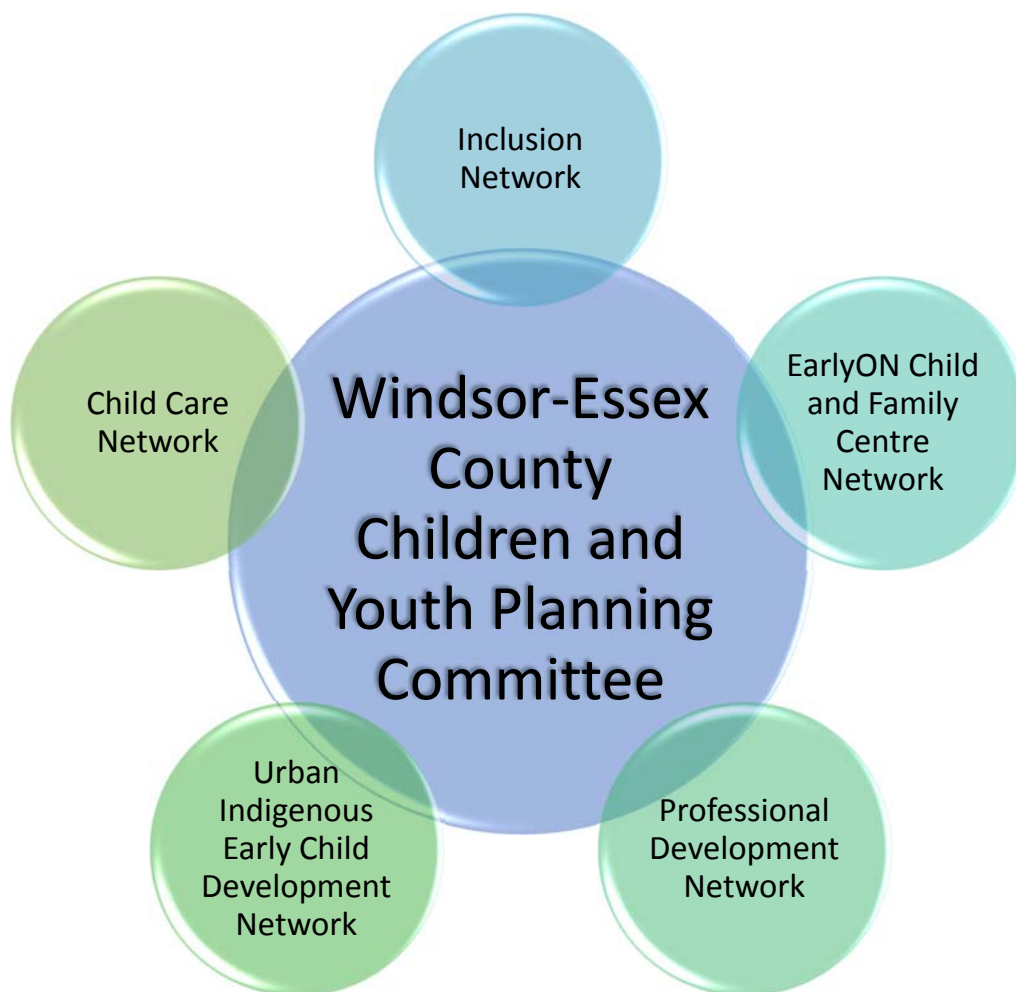 Inclusion
Network
EarlyON Child
and Family
Centre
Network
Child Care
Network
Windsor-Essex
County
Children and
Youth Planning
Committee
Urban
Indigenous
Early Child
Development
Network
Professional
Development
Network